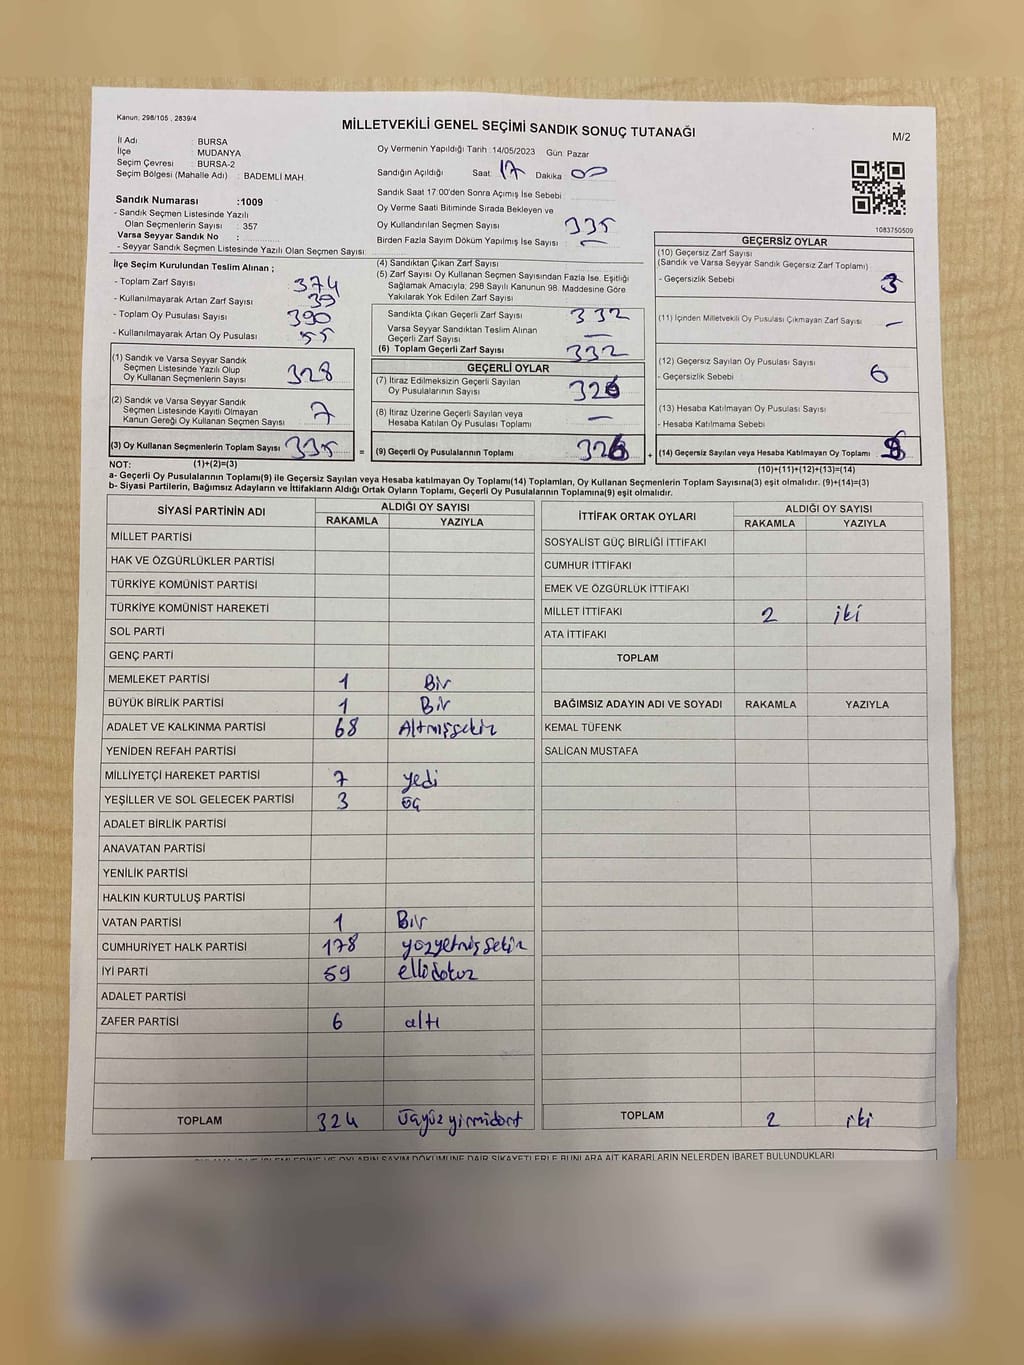 Kanun; 298/105 , 2839/4
MİLLETVEKİLİ GENEL SEÇİMİ SANDIK SONUÇ TUTANAĞI
M/2
İl Adı : BURSA
İlçe : MUDANYA
Seçim Çevresi : BURSA-2
Seçim Bölgesi (Mahalle Adı) : BADEMLİ MAH.
Sandık Numarası :1009
- Sandık Seçmen Listesinde Yazılı
Olan Seçmenlerin Sayısı : 357
Varsa Seyyar Sandık No :
- Seyyar Sandık Seçmen Listesinde Yazılı Olan Seçmen Sayısı:
Oy Vermenin Yapıldığı Tarih :14/05/2023 Gün Pazar
Sandığın Açıldığı Saat 17 Dakika 00
Sandık Saat 17.00'den Sonra Açımış İse Sebebi
Oy Verme Saati Bitiminde Sırada Bekleyen ve
Oy Kullandırılan Seçmen Sayısı 335
Birden Fazla Sayım Döküm Yapılmış İse Sayısı —
1083750509
İlçe Seçim Kurulundan Teslim Alınan ;
- Toplam Zarf Sayısı 374
- Kullanılmayarak Artan Zarf Sayısı 39
- Toplam Oy Pusulası Sayısı 390
- Kullanılmayarak Artan Oy Pusulası 55
(1) Sandık ve Varsa Seyyar Sandık
Seçmen Listesinde Yazılı Olup
Oy Kullanan Seçmenlerin Sayısı 328
(2) Sandık ve Varsa Seyyar Sandık
Seçmen Listesinde Kayıtlı Olmayan
Kanun Gereği Oy Kullanan Seçmen Sayısı 7
(3) Oy Kullanan Seçmenlerin Toplam Sayısı 335 =
(4) Sandıktan Çıkan Zarf Sayısı
(5) Zarf Sayısı Oy Kullanan Seçmen Sayısından Fazla İse, Eşitliği
Sağlamak Amacıyla; 298 Sayılı Kanunun 98. Maddesine Göre
Yakılarak Yok Edilen Zarf Sayısı
Sandıkta Çıkan Geçerli Zarf Sayısı 332
Varsa Seyyar Sandıktan Teslim Alınan
Geçerli Zarf Sayısı —
(6) Toplam Geçerli Zarf Sayısı 332
GEÇERLİ OYLAR
(7) İtiraz Edilmeksizin Geçerli Sayılan
Oy Pusulalarının Sayısı 326
(8) İtiraz Üzerine Geçerli Sayılan veya
Hesaba Katılan Oy Pusulası Toplamı —
(9) Geçerli Oy Pusulalarının Toplamı 326 +
GEÇERSİZ OYLAR
(10) Geçersiz Zarf Sayısı
(Sandık ve Varsa Seyyar Sandık Geçersiz Zarf Toplamı)
- Geçersizlik Sebebi 3
(11) İçinden Milletvekili Oy Pusulası Çıkmayan Zarf Sayısı —
(12) Geçersiz Sayılan Oy Pusulası Sayısı
- Geçersizlik Sebebi 6
(13) Hesaba Katılmayan Oy Pusulası Sayısı
- Hesaba Katılmama Sebebi
(14) Geçersiz Sayılan veya Hesaba Katılmayan Oy Toplamı
NOT: (1)+(2)=(3)
(10)+(11)+(12)+(13)=(14)
a- Geçerli Oy Pusulalarının Toplamı(9) ile Geçersiz Sayılan veya Hesaba katılmayan Oy Toplamı(14) Toplamları, Oy Kullanan Seçmenlerin Toplam Sayısına(3) eşit olmalıdır. (9)+(14)=(3)
b- Siyasi Partilerin, Bağımsız Adayların ve İttifakların Aldığı Ortak Oyların Toplamı, Geçerli Oy Pusulalarının Toplamına(9) eşit olmalıdır.
SİYASİ PARTİNİN ADI ALDIĞI OY SAYISI
RAKAMLA YAZIYLA
MİLLET PARTİSİ
HAK VE ÖZGÜRLÜKLER PARTİSİ
TÜRKİYE KOMÜNİST PARTİSİ
TÜRKİYE KOMÜNİST HAREKETİ
SOL PARTİ
GENÇ PARTİ
MEMLEKET PARTİSİ 1 Bir
BÜYÜK BİRLİK PARTİSİ 1 Bir
ADALET VE KALKINMA PARTİSİ 68 Altmışsekiz
YENİDEN REFAH PARTİSİ
MİLLİYETÇİ HAREKET PARTİSİ 7 yedi
YEŞİLLER VE SOL GELECEK PARTİSİ 3 üç
ADALET BİRLİK PARTİSİ
ANAVATAN PARTİSİ
YENİLİK PARTİSİ
HALKIN KURTULUŞ PARTİSİ
VATAN PARTİSİ 1 Bir
CUMHURİYET HALK PARTİSİ 178 yüzyetmişsekiz
İYİ PARTİ 59 ellidokuz
ADALET PARTİSİ
ZAFER PARTİSİ 6 altı
TOPLAM 324 üçyüzyirmidört
İTTİFAK ORTAK OYLARI ALDIĞI OY SAYISI
RAKAMLA YAZIYLA
SOSYALİST GÜÇ BİRLİĞİ İTTİFAKI
CUMHUR İTTİFAKI
EMEK VE ÖZGÜRLÜK İTTİFAKI
MİLLET İTTİFAKI 2 iki
ATA İTTİFAKI
TOPLAM
BAĞIMSIZ ADAYIN ADI VE SOYADI RAKAMLA YAZIYLA
KEMAL TÜFENK
SALİCAN MUSTAFA
TOPLAM 2 iki
DÖKÜMÜNE DAİR ŞİKAYETLERLE BUNLARA AİT KARARLARIN NELERDEN İBARET BULUNDUKLARI